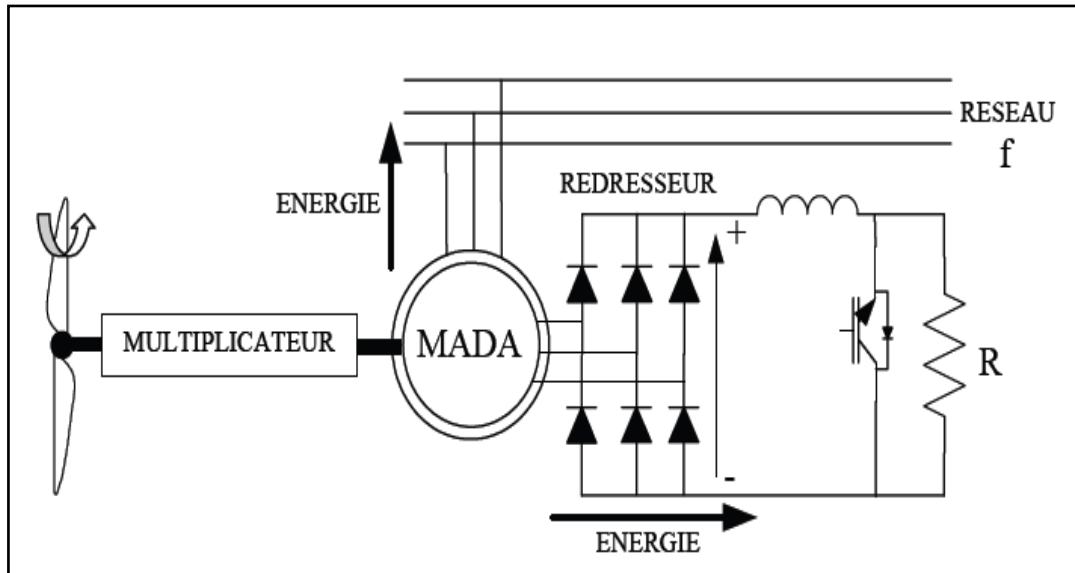 RESEAU
f
REDRESSEUR
ENERGIE
+
MULTIPLICATEUR
MADA
R
-
ENERGIE